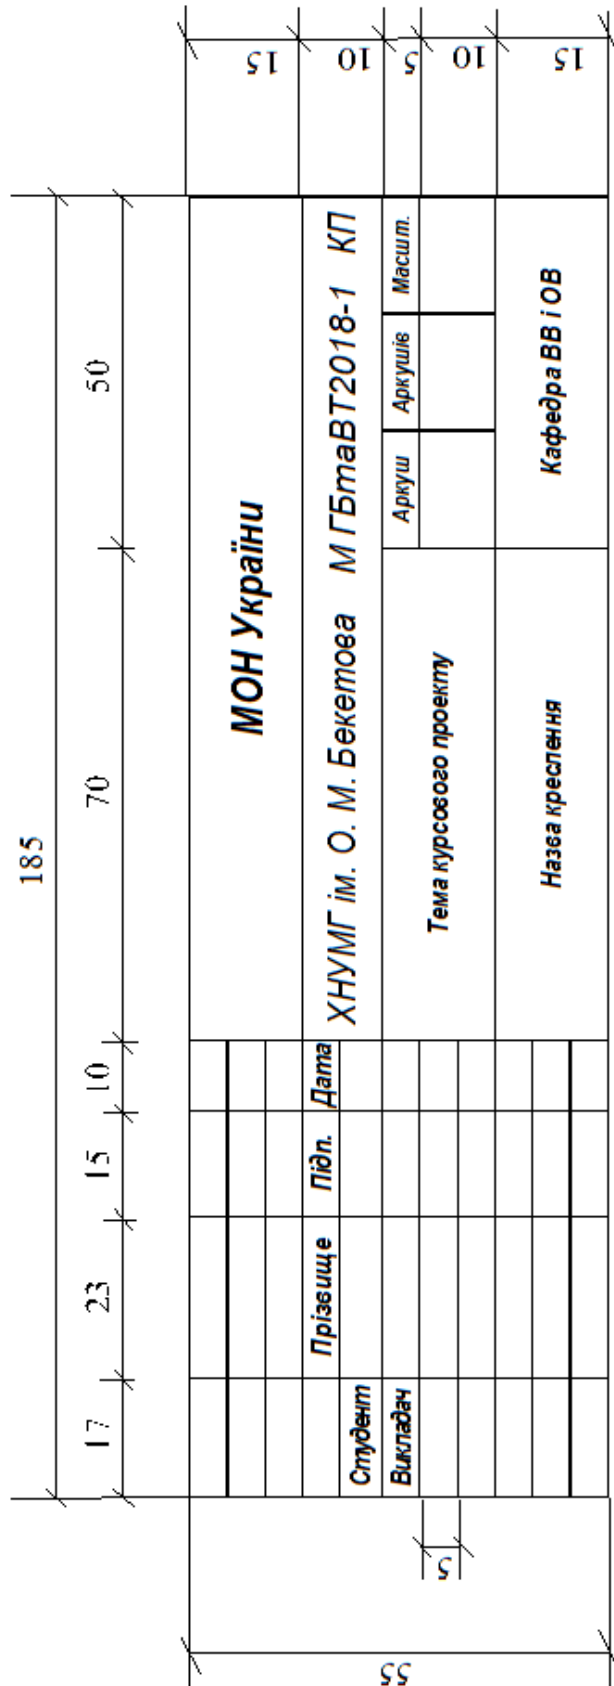 185
17 23 15 10 70 50
МОН України
15
Прізвище Підп. Дата
ХНУМГ ім. О. М. Бекетова М ГБтаВТ2018-1 КП
10
Студент
Викладач
Аркуш Аркушів Масшт.
5
Тема курсового проекту
10
5
Назва креслення
Кафедра ВВ і ОВ
15
55